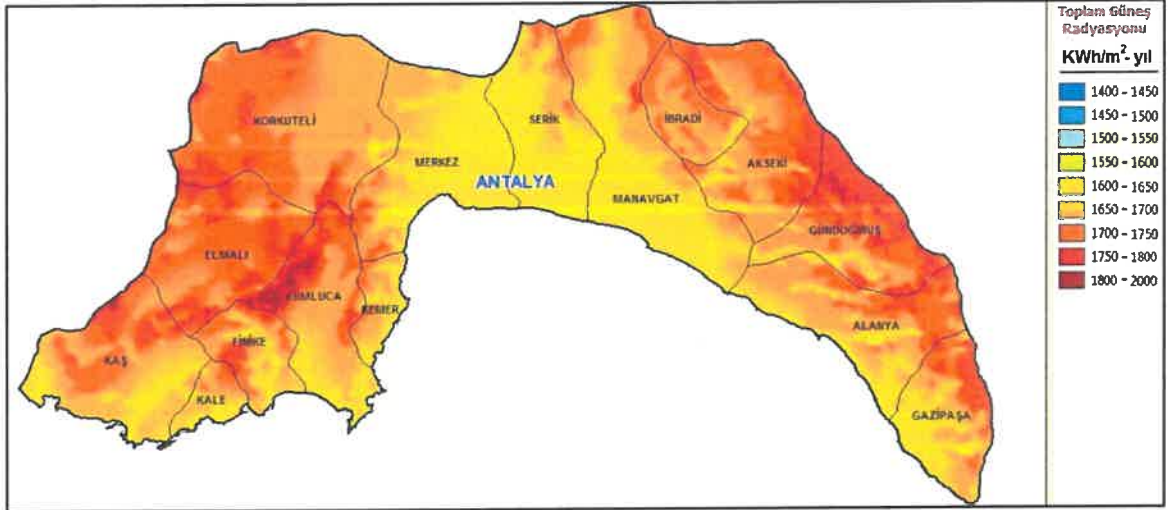 Toplam Güneş
Radyasyonu
KWh/m²- yıl
1400 - 1450
1450 - 1500
1500 - 1550
1550 - 1600
1600 - 1650
1650 - 1700
1700 - 1750
1750 - 1800
1800 - 2000
KORKUTELİ
MERKEZ
SERİK
İBRADİ
AKSEKİ
ANTALYA
MANAVGAT
GÜNDOĞMUŞ
ELMALI
KUMLUCA
KEMER
ALANYA
FİNİKE
KAŞ
KALE
GAZİPAŞA